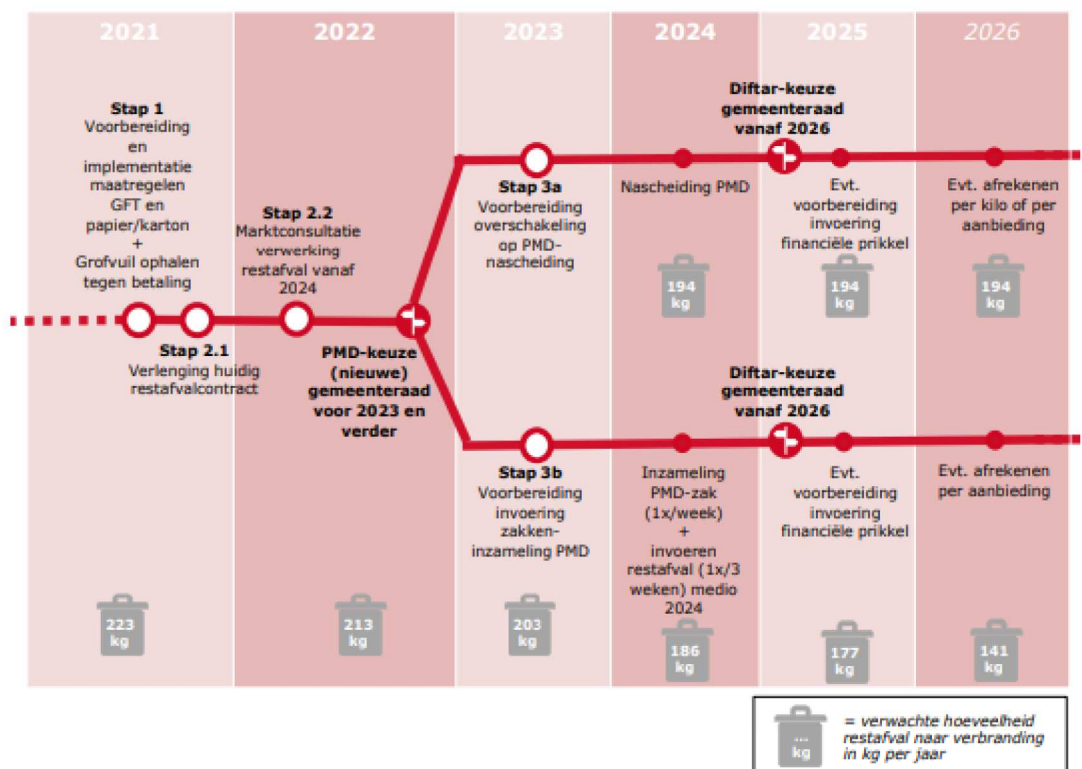 2021
2022
2023
2024
2025
2026
Stap 1
Voorbereiding
en
implementatie
maatregelen
GFT en
papier/karton
+
Grofvuil ophalen
tegen betaling
Stap 2.1
Verlenging huidig
restafvalcontract
Stap 2.2
Marktconsultatie
verwerking
restafval vanaf
2024
PMD-keuze
(nieuwe)
gemeenteraad
voor 2023 en
verder
Stap 3a
Voorbereiding
overschakeling
op PMD-
nascheiding
Nascheiding PMD
194
kg
Diftar-keuze
gemeenteraad
vanaf 2026
Evt.
voorbereiding
invoering
financiële prikkel
194
kg
Evt. afrekenen
per kilo of per
aanbieding
194
kg
Stap 3b
Voorbereiding
invoering
zakken-
inzameling PMD
Inzameling
PMD-zak
(1x/week)
+
invoeren
restafval (1x/3
weken) medio
2024
Diftar-keuze
gemeenteraad
vanaf 2026
Evt.
voorbereiding
invoering
financiële prikkel
Evt. afrekenen
per aanbieding
223
kg
213
kg
203
kg
186
kg
177
kg
141
kg
...
kg
= verwachte hoeveelheid
restafval naar verbranding
in kg per jaar